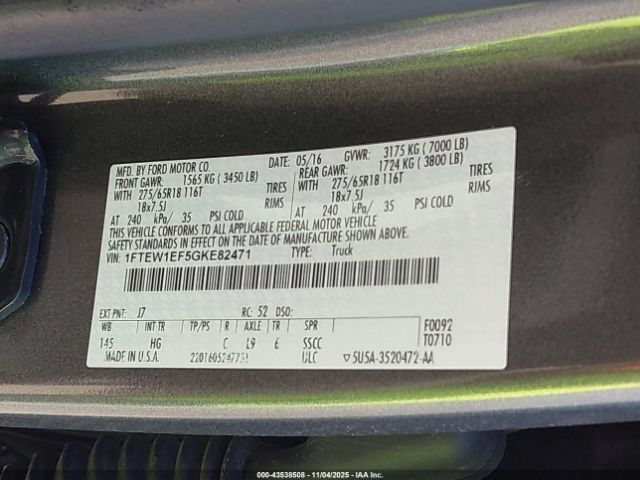 MFD. BY FORD MOTOR CO. DATE: 05/16 GVWR: 3175 KG ( 7000 LB)
FRONT GAWR: 1565 KG ( 3450 LB) REAR GAWR: 1724 KG ( 3800 LB)
WITH 275/65R18 116T TIRES WITH 275/65R18 116T TIRES
18x7.5J RIMS 18x7.5J RIMS
AT 240 kPa/ 35 PSI COLD AT 240 kPa/ 35 PSI COLD
THIS VEHICLE CONFORMS TO ALL APPLICABLE FEDERAL MOTOR VEHICLE
SAFETY STANDARDS IN EFFECT ON THE DATE OF MANUFACTURE SHOWN ABOVE.
VIN: 1FTEW1EF5GKE82471 TYPE: Truck
EXT PNT: J7 RC: 52 DSO: F0092
WB INT TR TP/PS R AXLE TR SPR T0710
145 HG C L9 6 SSCC
MADE IN U.S.A. ULC 5U5A-3520472-AA
000-43538508 - 11/04/2025 - IAA Inc.